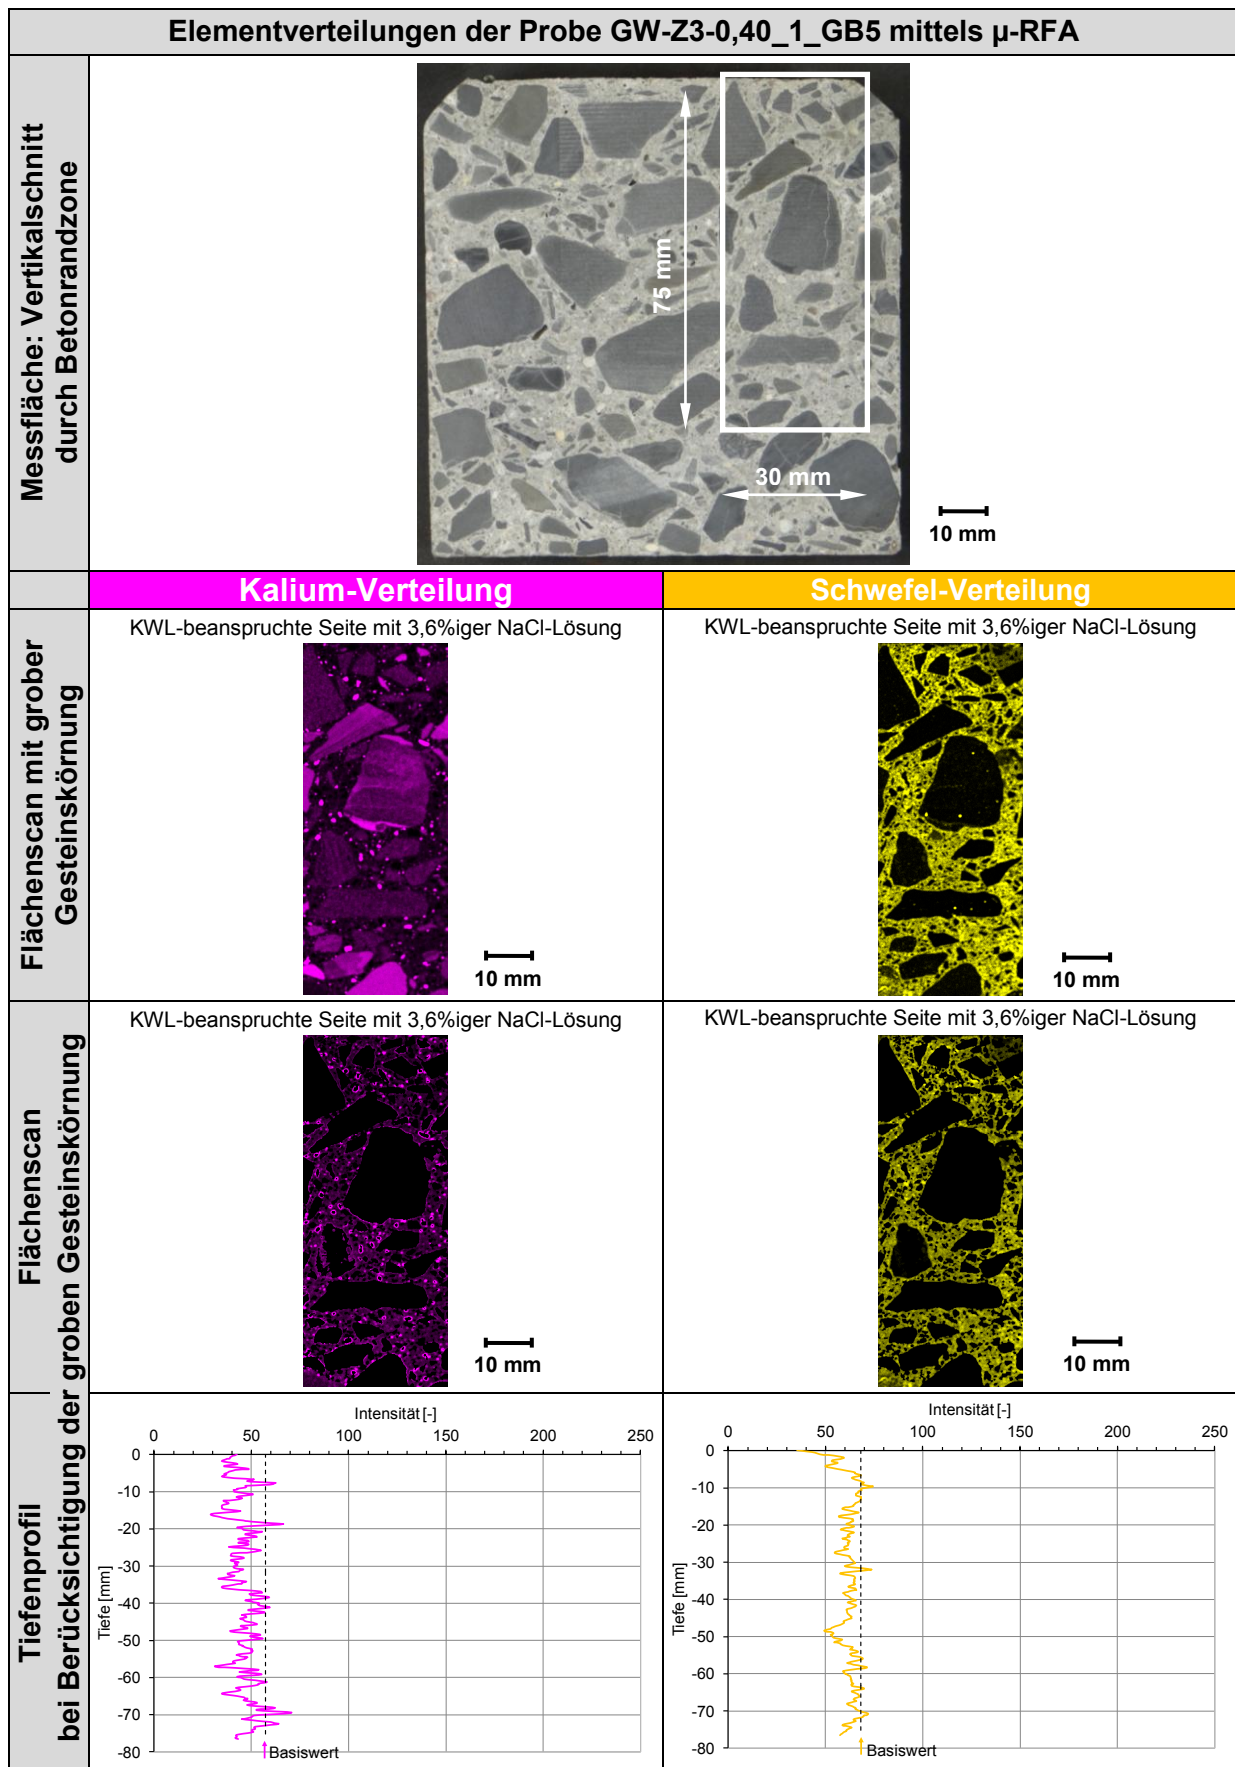 Elementverteilungen der Probe GW-Z3-0,40_1_GB5 mittels µ-RFA
Messfläche: Vertikalschnitt
durch Betonrandzone
75 mm
30 mm
10 mm
Kalium-Verteilung
Schwefel-Verteilung
Flächenscan mit grober
Gesteinskörnung
KWL-beanspruchte Seite mit 3,6%iger NaCl-Lösung
10 mm
KWL-beanspruchte Seite mit 3,6%iger NaCl-Lösung
10 mm
Flächenscan
bei Berücksichtigung der groben Gesteinskörnung
KWL-beanspruchte Seite mit 3,6%iger NaCl-Lösung
10 mm
KWL-beanspruchte Seite mit 3,6%iger NaCl-Lösung
10 mm
Tiefenprofil
Intensität [-]
0 50 100 150 200 250
Tiefe [mm]
0
-10
-20
-30
-40
-50
-60
-70
-80
Basiswert
Intensität [-]
0 50 100 150 200 250
Tiefe [mm]
0
-10
-20
-30
-40
-50
-60
-70
-80
Basiswert